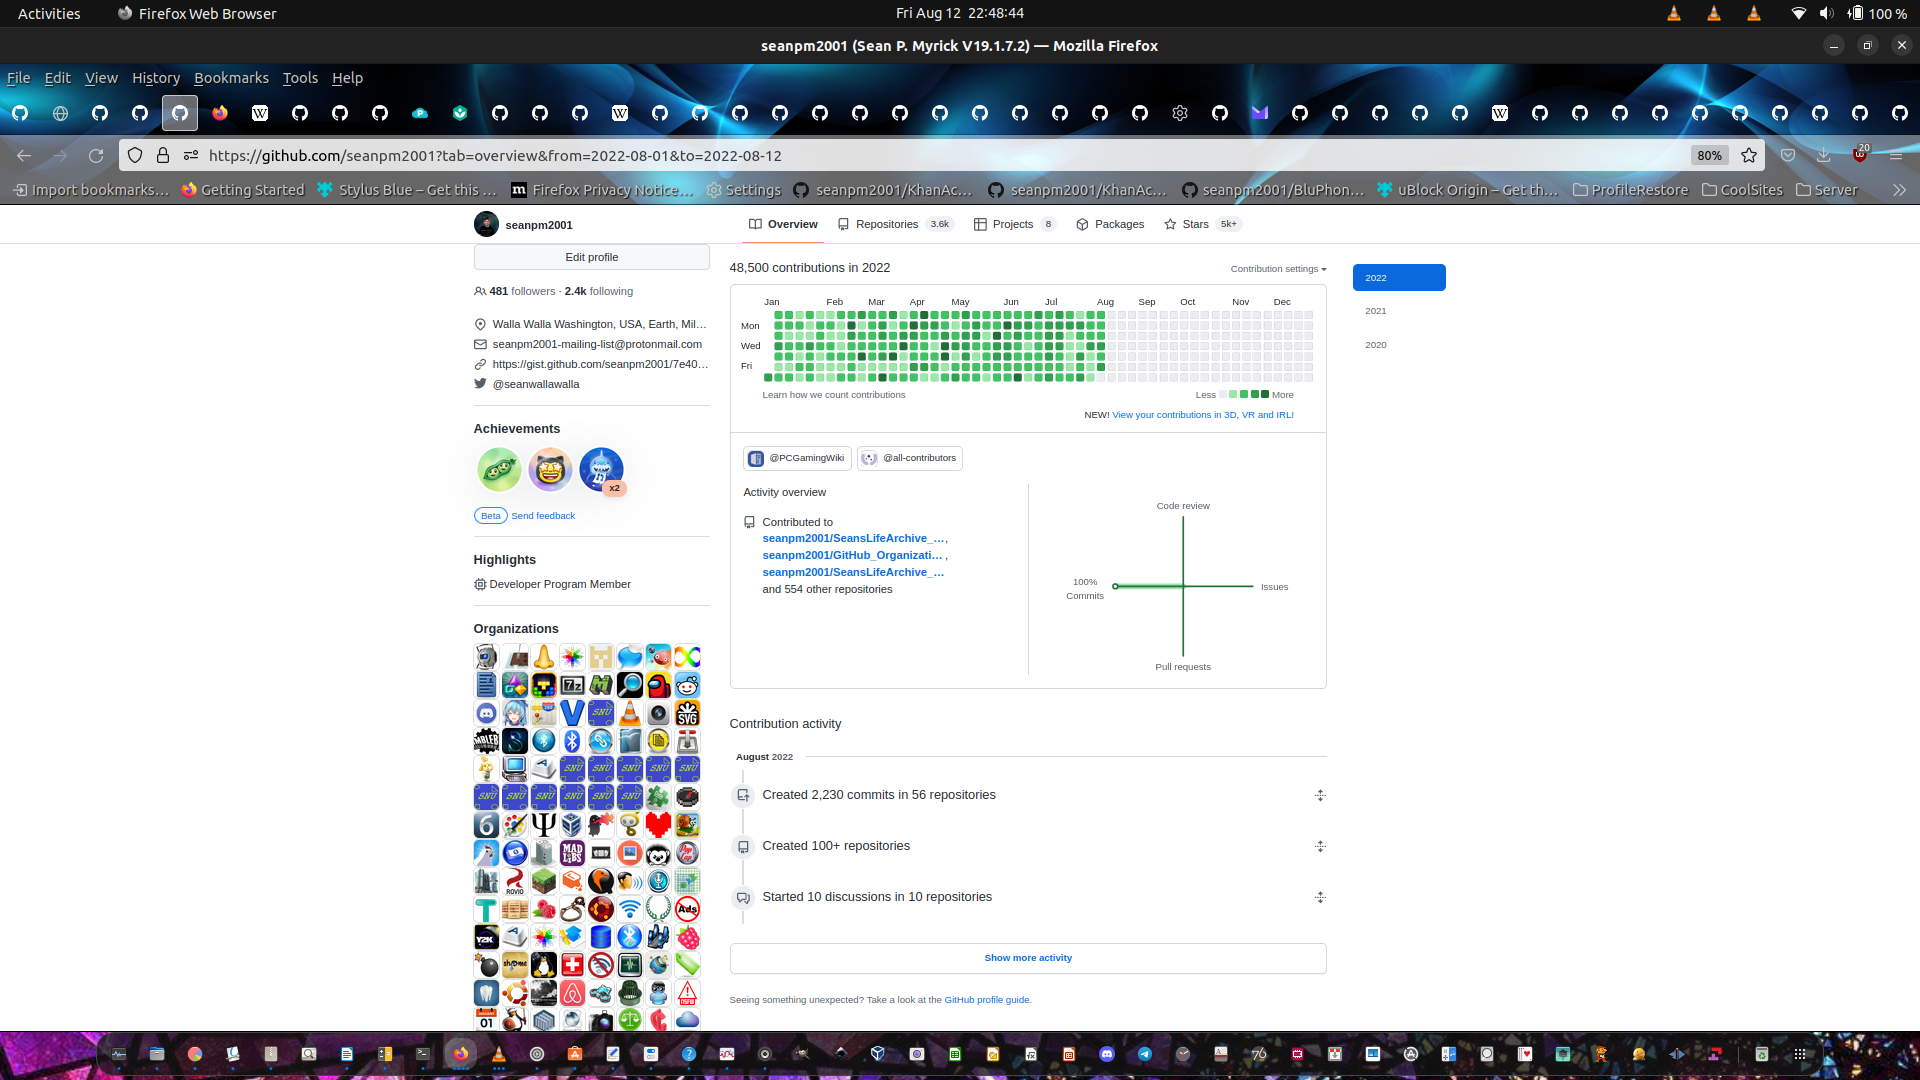 Activities
Firefox Web Browser
Fri Aug 12 22:48:44
100 %
seanpm2001 (Sean P. Myrick V19.1.7.2) — Mozilla Firefox
File Edit View History Bookmarks Tools Help
https://github.com/seanpm2001?tab=overview&from=2022-08-01&to=2022-08-12
80%
20
Import bookmarks…
Getting Started
Stylus Blue – Get this …
Firefox Privacy Notice…
Settings
seanpm2001/KhanAc…
seanpm2001/KhanAc…
seanpm2001/BluPhon…
uBlock Origin – Get th…
ProfileRestore
CoolSites
Server
seanpm2001
Overview
Repositories 3.6k
Projects 8
Packages
Stars 5k+
Edit profile
481 followers · 2.4k following
Walla Walla Washington, USA, Earth, Mil…
seanpm2001-mailing-list@protonmail.com
https://gist.github.com/seanpm2001/7e40…
@seanwallawalla
Achievements
x2
Beta Send feedback
Highlights
Developer Program Member
Organizations
48,500 contributions in 2022
Contribution settings
Jan Feb Mar Apr May Jun Jul Aug Sep Oct Nov Dec
Mon
Wed
Fri
Learn how we count contributions
Less More
NEW! View your contributions in 3D, VR and IRL!
@PCGamingWiki
@all-contributors
Activity overview
Contributed to
seanpm2001/SeansLifeArchive_…,
seanpm2001/GitHub_Organizati… ,
seanpm2001/SeansLifeArchive_…
and 554 other repositories
Code review
100%
Commits
Issues
Pull requests
Contribution activity
August 2022
Created 2,230 commits in 56 repositories
Created 100+ repositories
Started 10 discussions in 10 repositories
Show more activity
Seeing something unexpected? Take a look at the GitHub profile guide.
2022
2021
2020